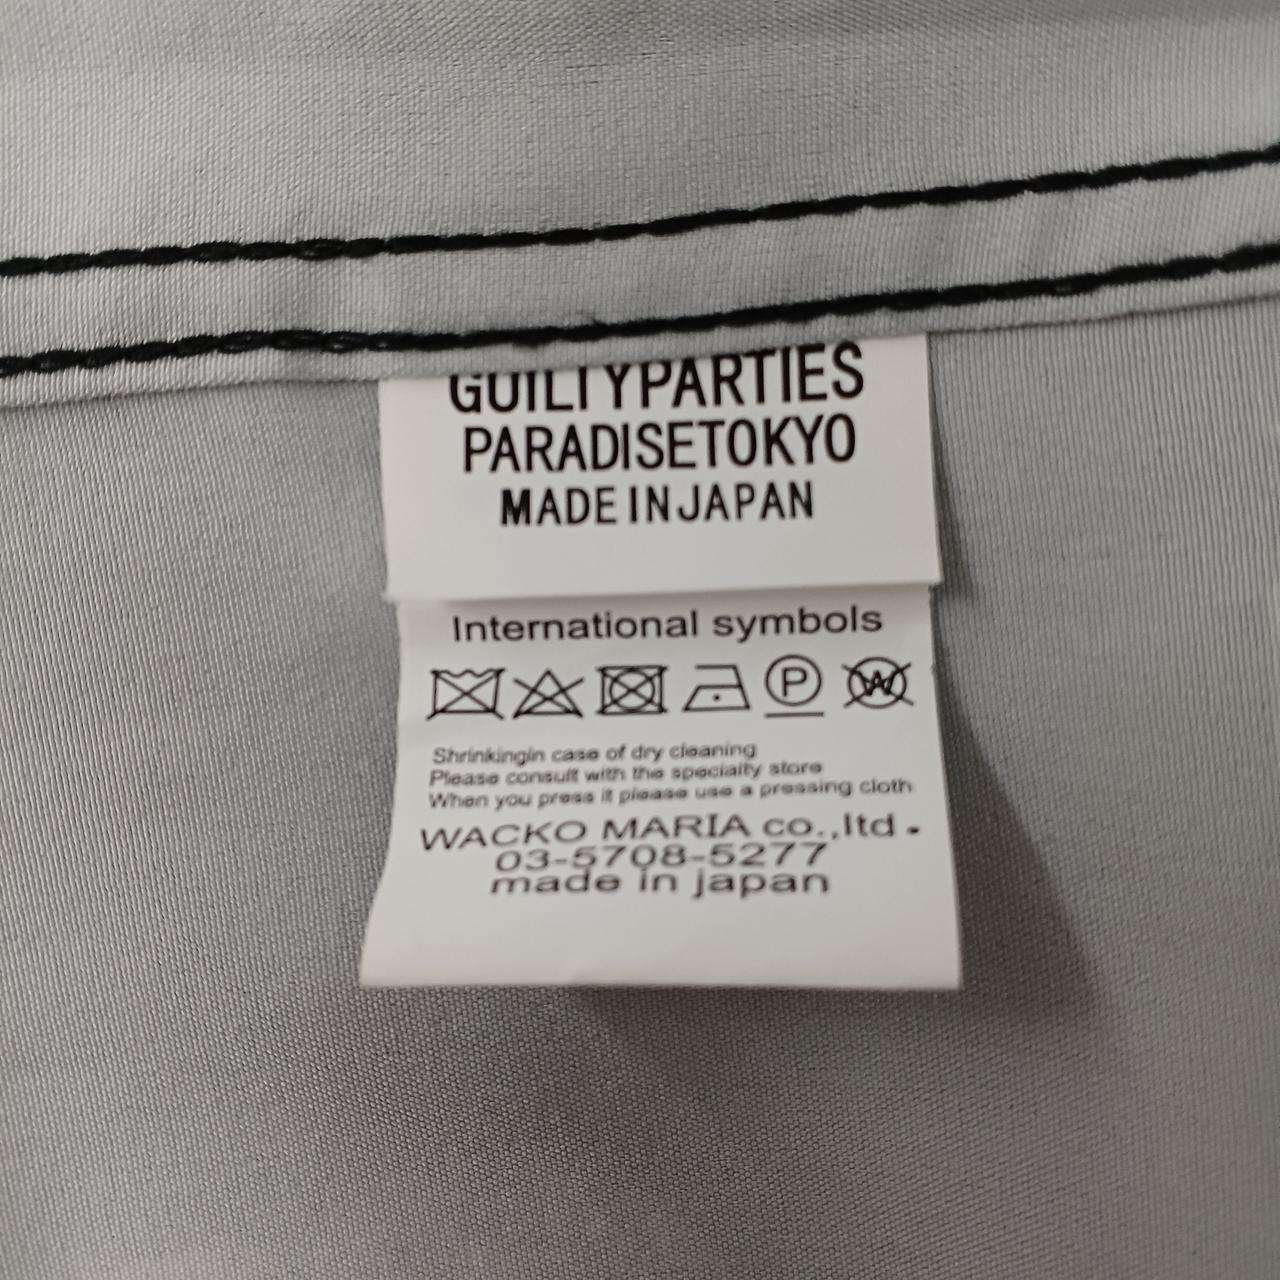 GUILTYPARTIES
PARADISETOKYO
MADE IN JAPAN
International symbols
P W
Shrinkingin case of dry cleaning
Please consult with the specialty store
When you press it please use a pressing cloth
WACKO MARIA co.,ltd.
03-5708-5277
made in japan